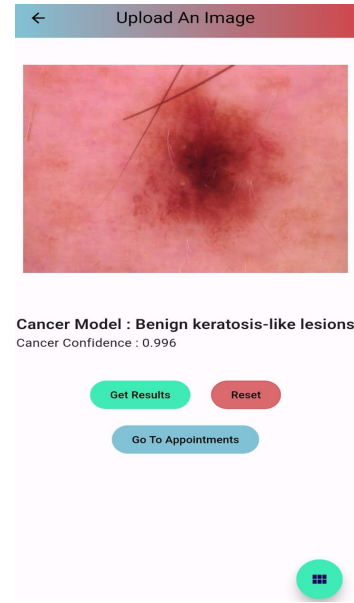 Upload An Image
Cancer Model : Benign keratosis-like lesions
Cancer Confidence : 0.996
Get Results
Reset
Go To Appointments